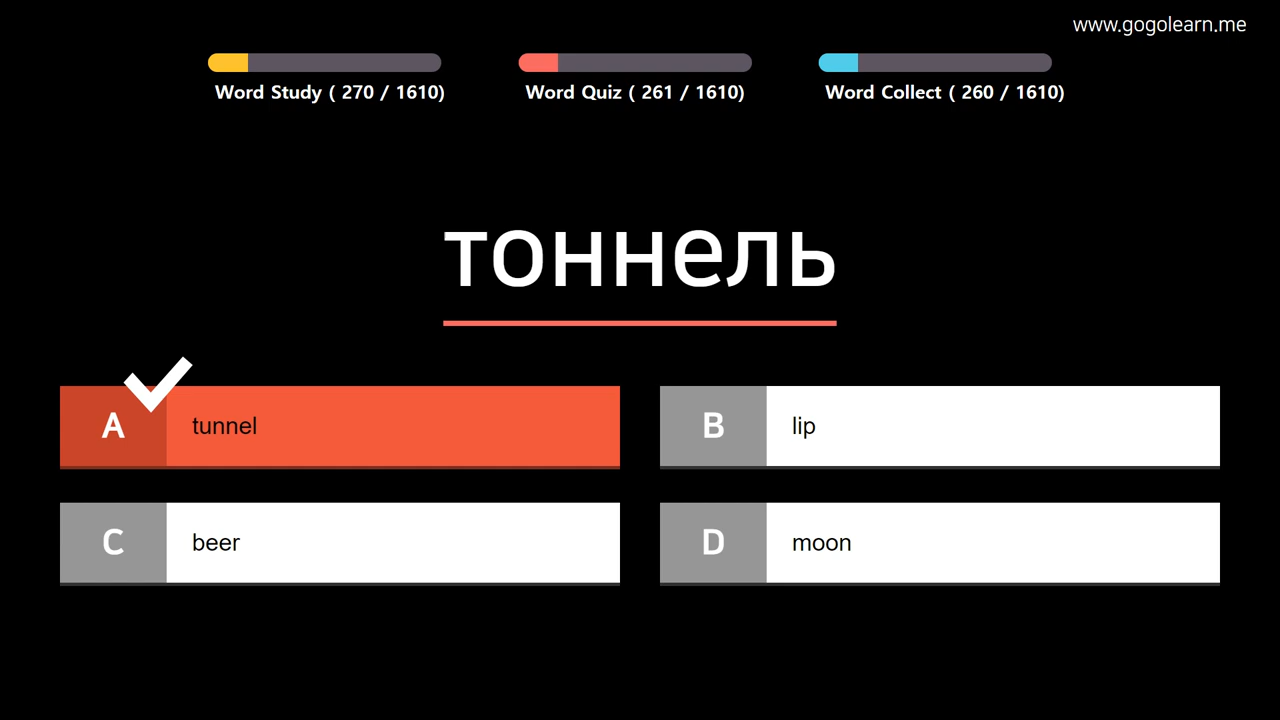 www.gogolearn.me
Word Study ( 270 / 1610)
Word Quiz ( 261 / 1610)
Word Collect ( 260 / 1610)
тоннель
A tunnel
B lip
C beer
D moon